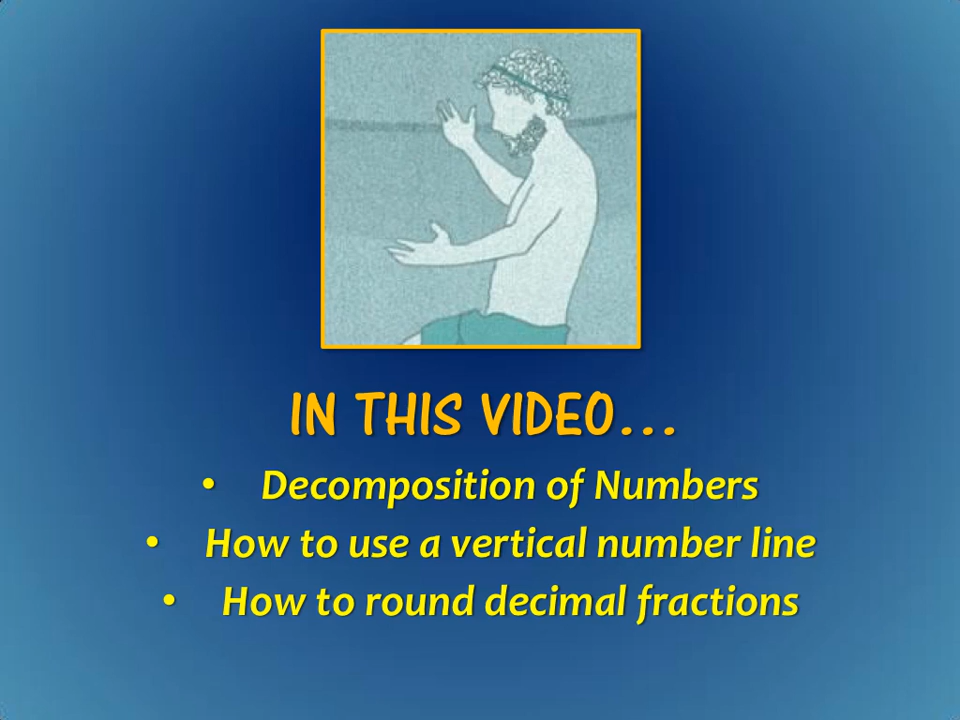 IN THIS VIDEO...
• Decomposition of Numbers
• How to use a vertical number line
• How to round decimal fractions